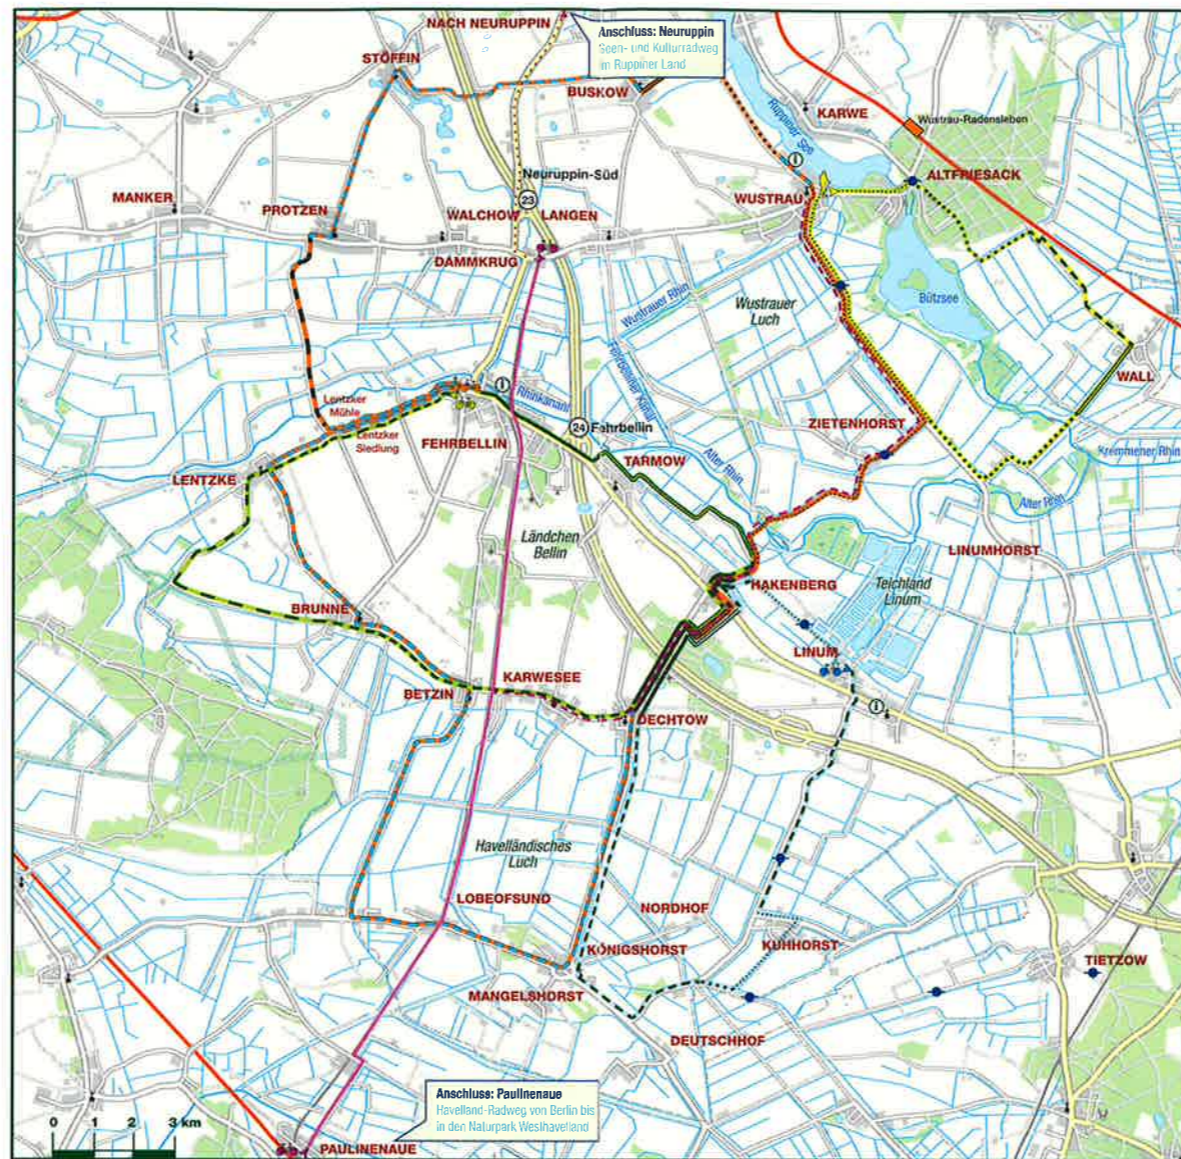 NACH NEURUPPIN
Anschluss: Neuruppin
Seen- und Kulturradweg
im Ruppiner Land
STÖFFIN
BUSKOW
Ruppiner See
KARWE
Wustrau-Radensleben
ALTFRIESACK
Neuruppin-Süd
MANKER
PROTZEN
WALCHOW
23
LANGEN
WUSTRAU
DAMMKRUG
Wustrauer Rhin
Wustrauer
Luch
Bützsee
Fehrbelliner Kanal
WALL
Lentzker
Mühle
Rhinkanal
Lentzker
Siedlung
FEHRBELLIN
24
Fehrbellin
ZIETENHORST
TARMOW
Alter Rhin
Kremmener Rhin
LENTZKE
Alter Rhin
Ländchen
Bellin
LINUMHORST
HAKENBERG
Teichland
Linum
BRUNNE
LINUM
KARWESEE
BETZIN
DECHTOW
Havelländisches
Luch
LOBEOFSUND
NORDHOF
KÖNIGSHORST
KUHHORST
TIETZOW
MANGELSHORST
DEUTSCHHOF
Anschluss: Paulinenaue
Havelland-Radweg von Berlin bis
in den Naturpark Westhavelland
0 1 2 3 km
PAULINENAUE